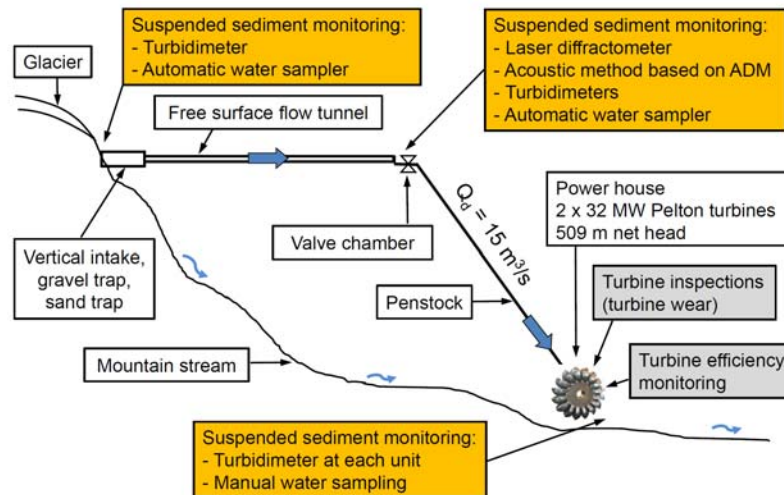 Suspended sediment monitoring:
- Turbidimeter
- Automatic water sampler
Suspended sediment monitoring:
- Laser diffractometer
- Acoustic method based on ADM
- Turbidimeters
- Automatic water sampler
Glacier
Free surface flow tunnel
Vertical intake,
gravel trap,
sand trap
Valve chamber
Q_d = 15 m³/s
Power house
2 x 32 MW Pelton turbines
509 m net head
Penstock
Turbine inspections
(turbine wear)
Mountain stream
Turbine efficiency
monitoring
Suspended sediment monitoring:
- Turbidimeter at each unit
- Manual water sampling